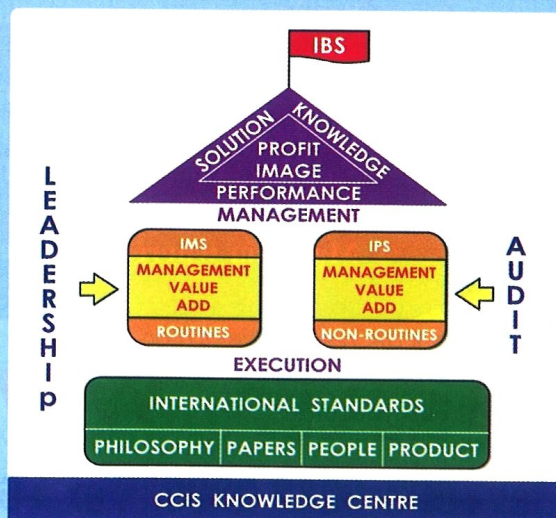 IBS
SOLUTION
KNOWLEDGE
PROFIT
IMAGE
PERFORMANCE
MANAGEMENT
LEADERSHIp
IMS
MANAGEMENT
VALUE
ADD
ROUTINES
IPS
MANAGEMENT
VALUE
ADD
NON-ROUTINES
AUDIT
EXECUTION
INTERNATIONAL STANDARDS
PHILOSOPHY PAPERS PEOPLE PRODUCT
CCIS KNOWLEDGE CENTRE